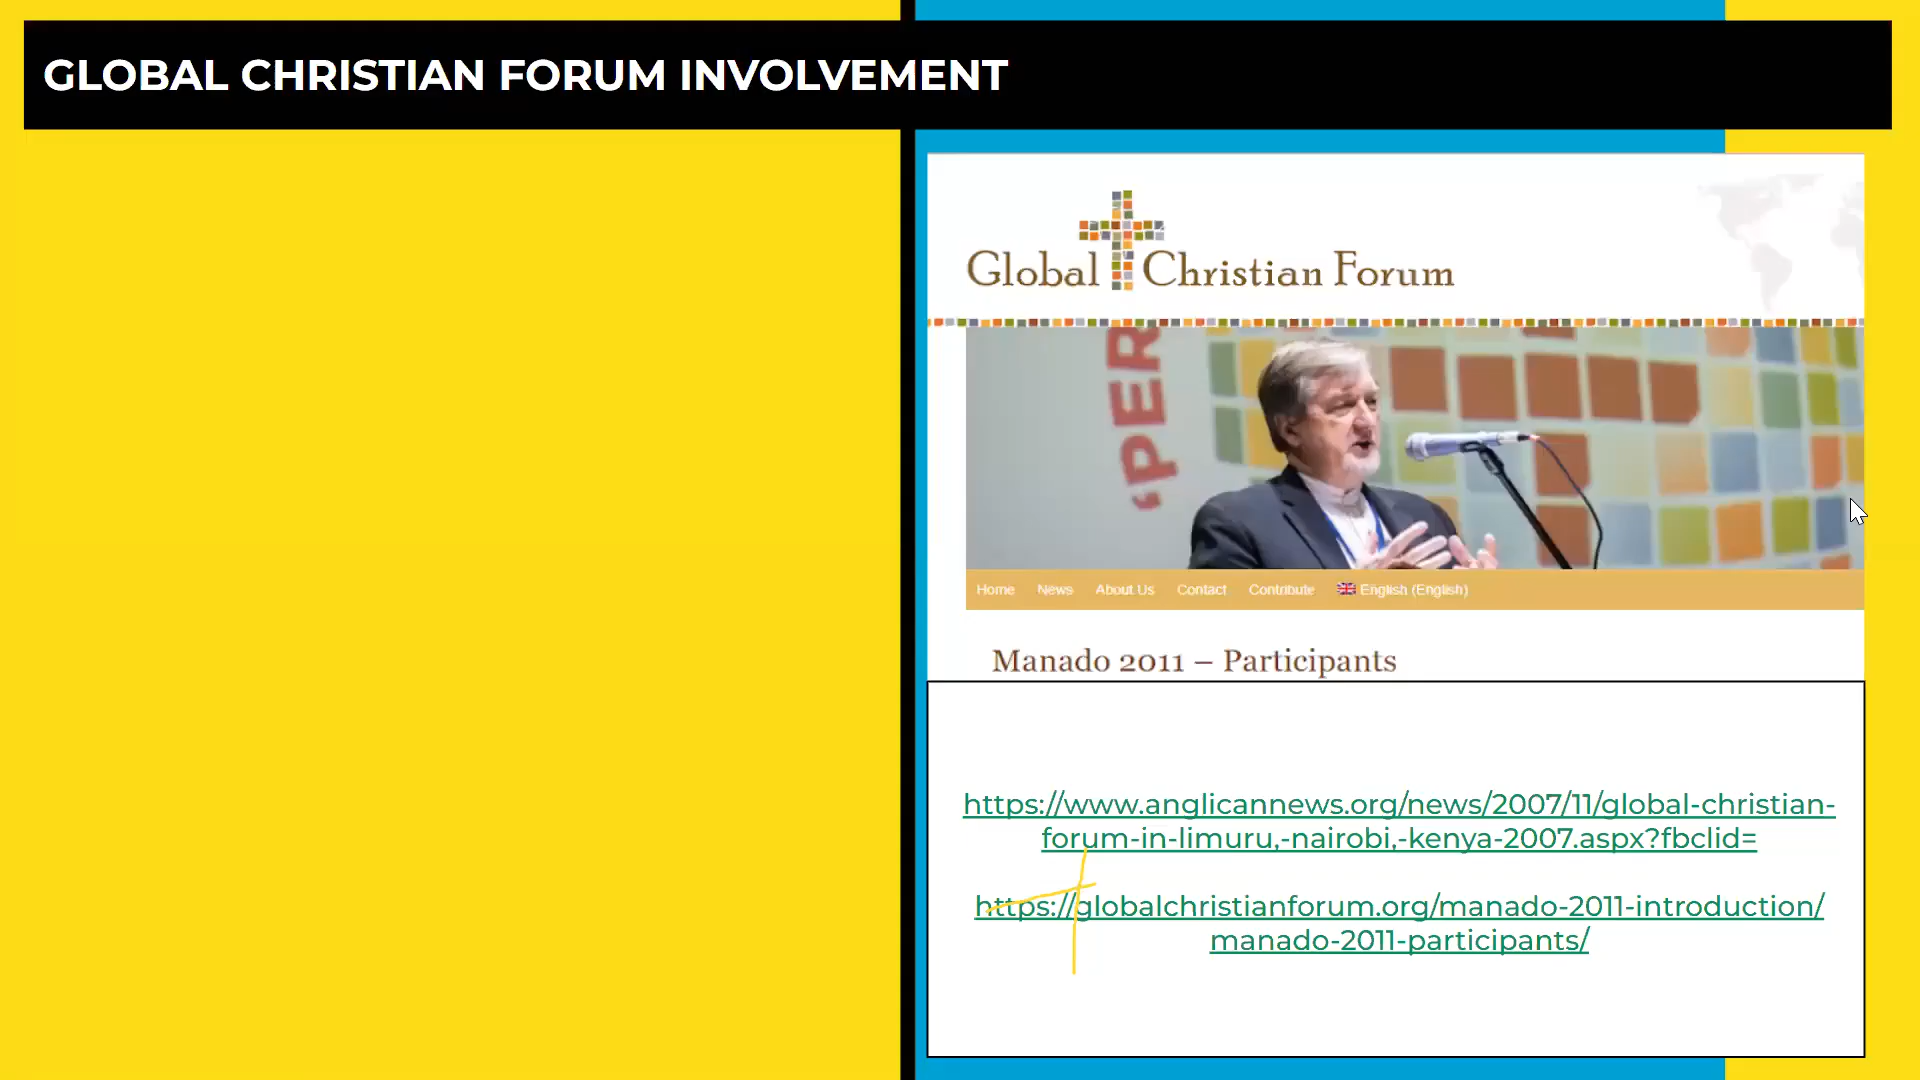 GLOBAL CHRISTIAN FORUM INVOLVEMENT
Global Christian Forum
'PER
Home News About Us Contact Contribute English (English)
Manado 2011 – Participants
https://www.anglicannews.org/news/2007/11/global-christian-
forum-in-limuru,-nairobi,-kenya-2007.aspx?fbclid=
https://globalchristianforum.org/manado-2011-introduction/
manado-2011-participants/